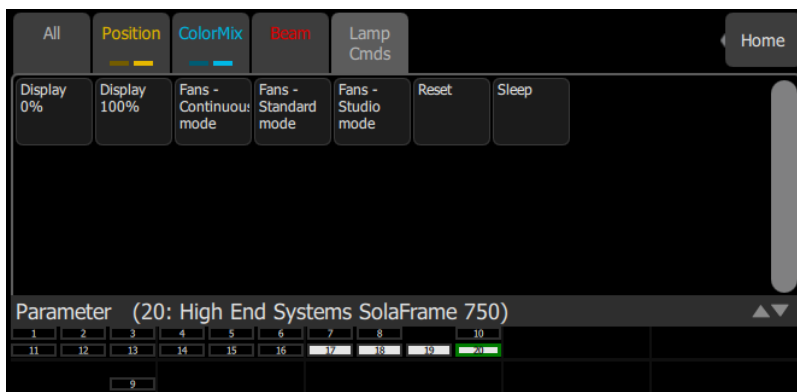 All Position ColorMix Beam Lamp Cmds Home
Display 0% Display 100% Fans - Continuous mode Fans - Standard mode Fans - Studio mode Reset Sleep
Parameter (20: High End Systems SolaFrame 750)
1 2 3 4 5 6 7 8 10
11 12 13 14 15 16 17 18 19 20
9